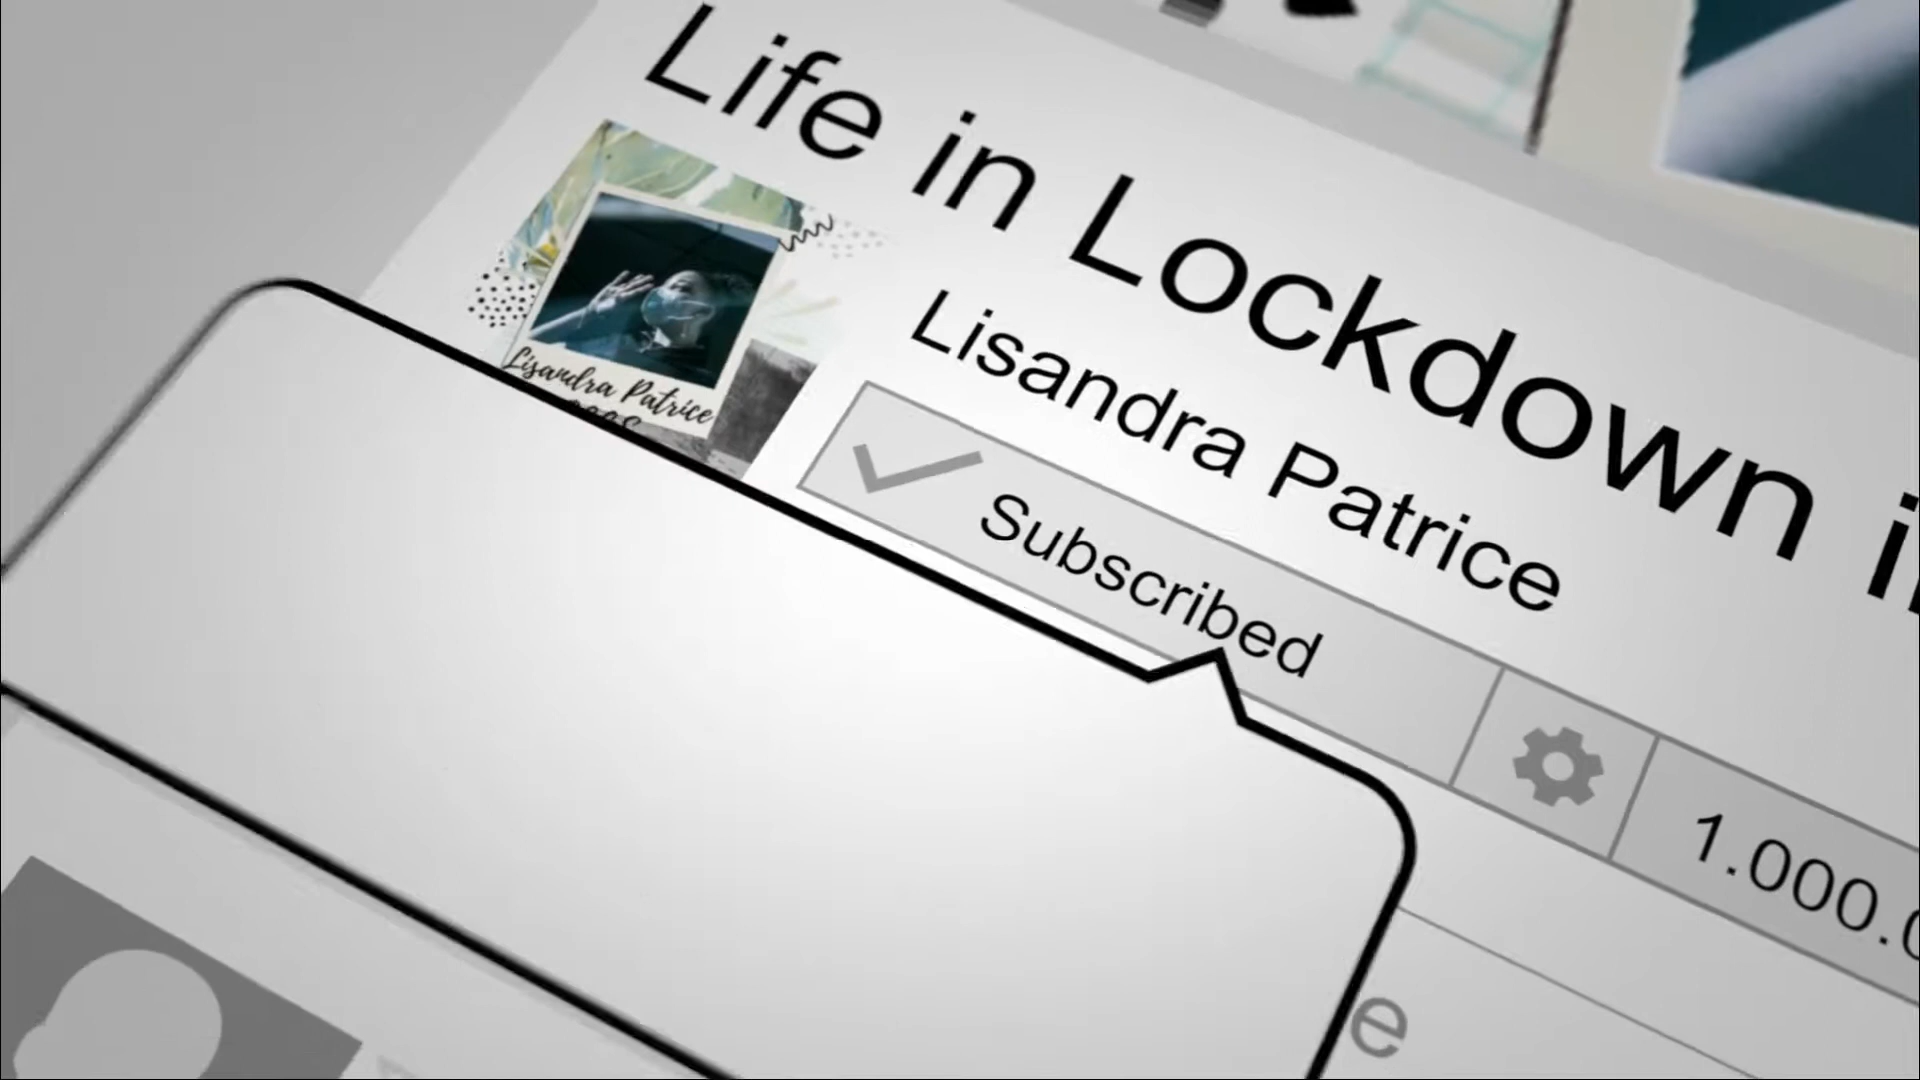 Life in Lockdown i
Lisandra Patrice
Lisandra Patrice
Subscribed
1.000.0
e